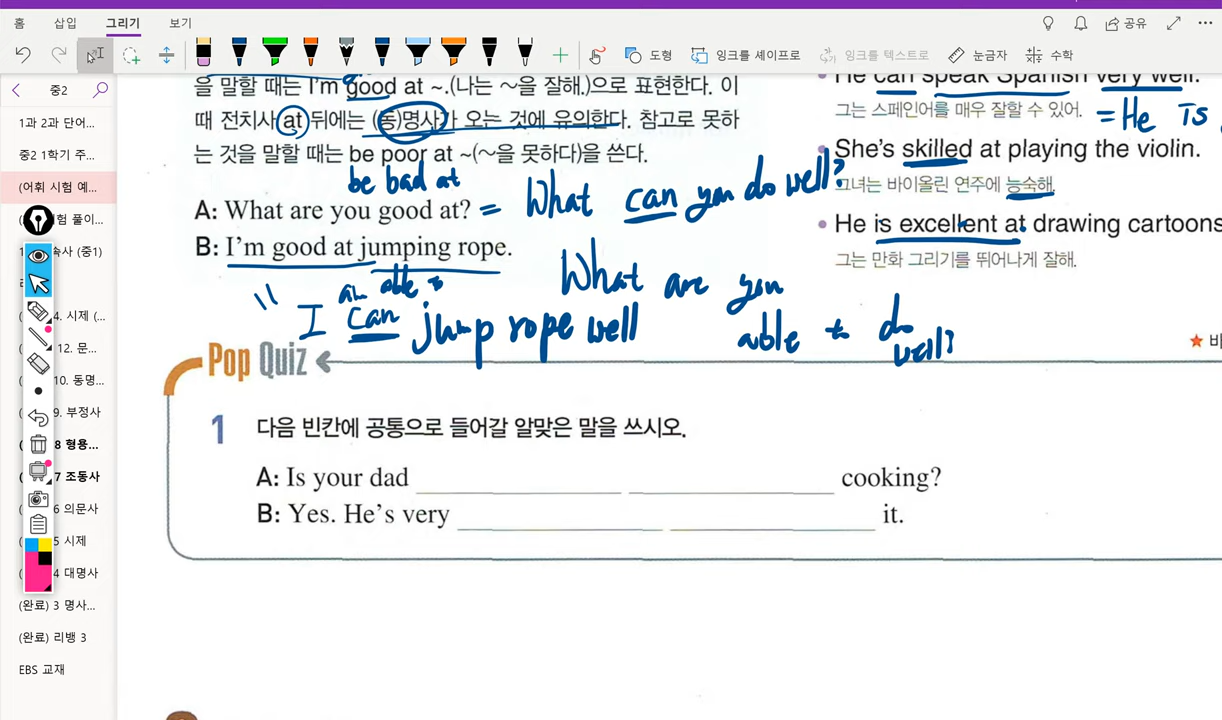 홈 삽입 그리기 보기
공유
도형 잉크를 셰이프로 잉크를 텍스트로 눈금자 수학
중2
1과 2과 단어...
중2 1학기 주...
(어휘 시험 예...
험 풀이...
속사 (중1)
4. 시제 (...
12. 문...
10. 동명...
9. 부정사
8 형용...
7 조동사
6 의문사
5 시제
4 대명사
(완료) 3 명사...
(완료) 리뱅 3
EBS 교재
을 말할 때는 I'm good at ~.(나는 ~을 잘해.)으로 표현한다. 이
때 전치사 at 뒤에는 (동)명사가 오는 것에 유의한다. 참고로 못하
는 것을 말할 때는 be poor at ~(~을 못하다)을 쓴다.
be bad at
A: What are you good at? = What can you do well?
B: I'm good at jumping rope.
What are you
able to do
well?
" am able to
I can jump rope well
He can speak Spanish very well.
그는 스페인어를 매우 잘할 수 있어. = He is
• She's skilled at playing the violin.
그녀는 바이올린 연주에 능숙해.
• He is excellent at drawing cartoons
그는 만화 그리기를 뛰어나게 잘해.
★ 바
Pop Quiz
1 다음 빈칸에 공통으로 들어갈 알맞은 말을 쓰시오.
A: Is your dad ____ ____ cooking?
B: Yes. He's very ____ ____ it.